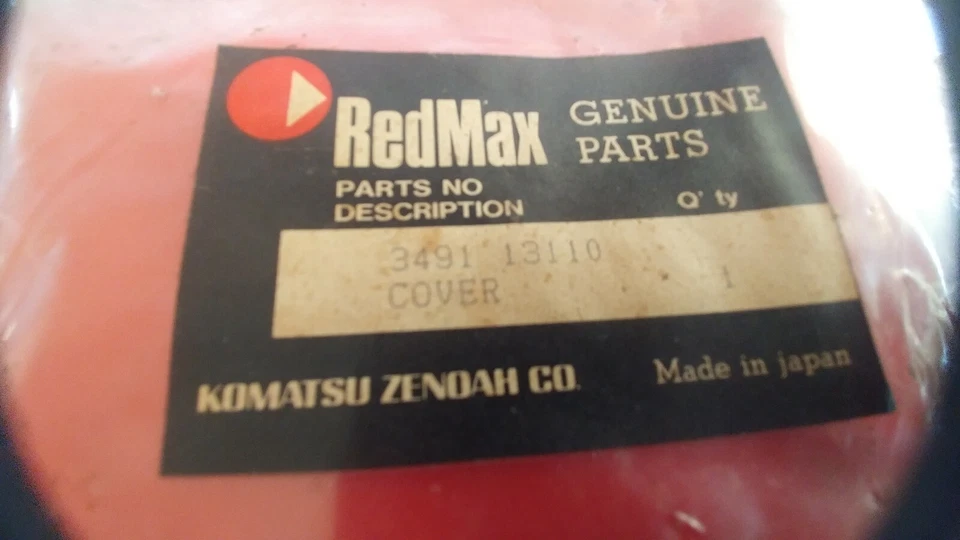 RedMax GENUINE PARTS
PARTS NO
DESCRIPTION Q' ty
3491 13110
COVER 1
KOMATSU ZENOAH CO. Made in japan